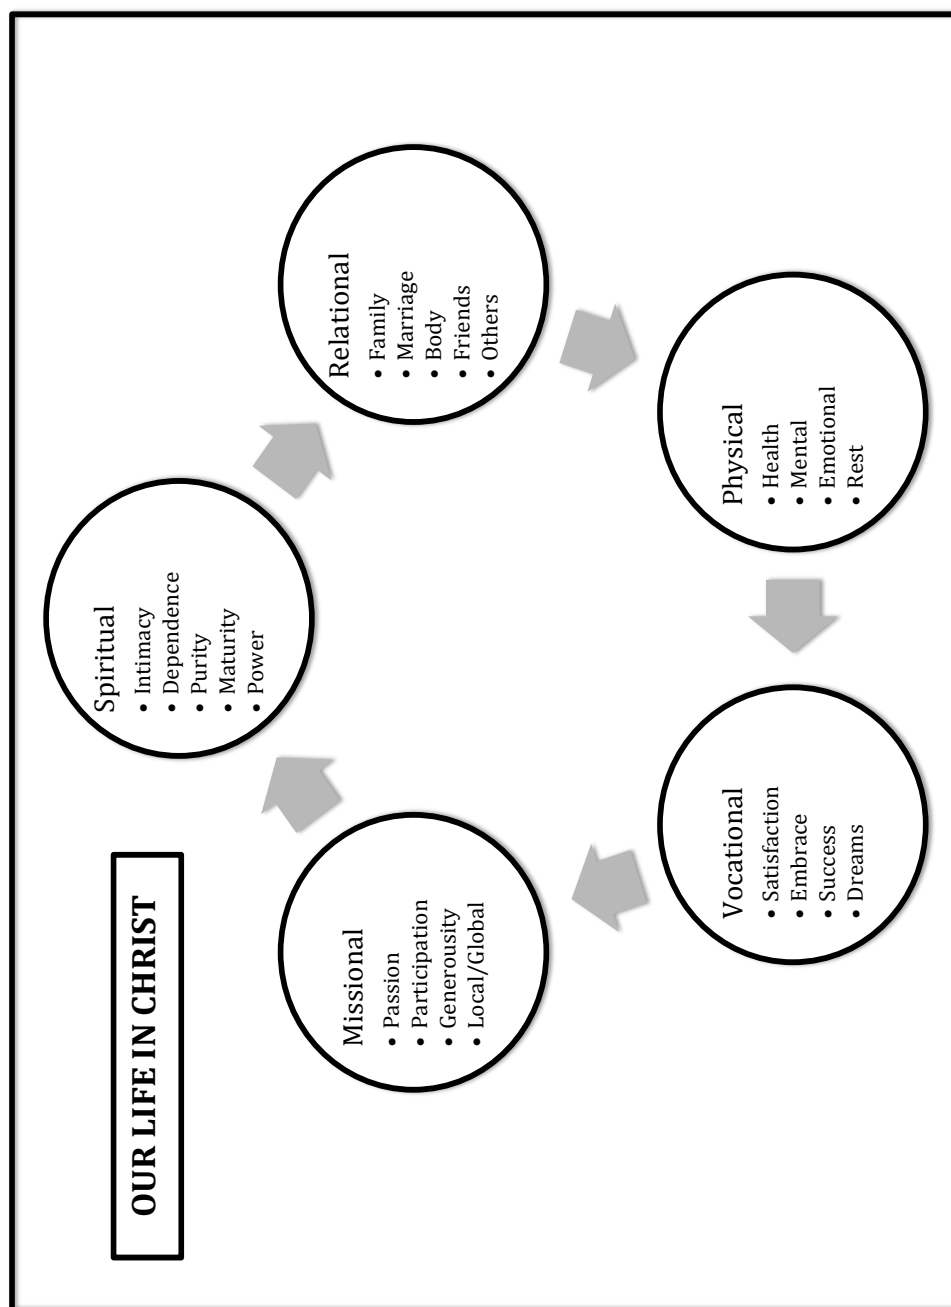 OUR LIFE IN CHRIST
Spiritual
• Intimacy
• Dependence
• Purity
• Maturity
• Power
Relational
• Family
• Marriage
• Body
• Friends
• Others
Physical
• Health
• Mental
• Emotional
• Rest
Vocational
• Satisfaction
• Embrace
• Success
• Dreams
Missional
• Passion
• Participation
• Generousity
• Local/Global